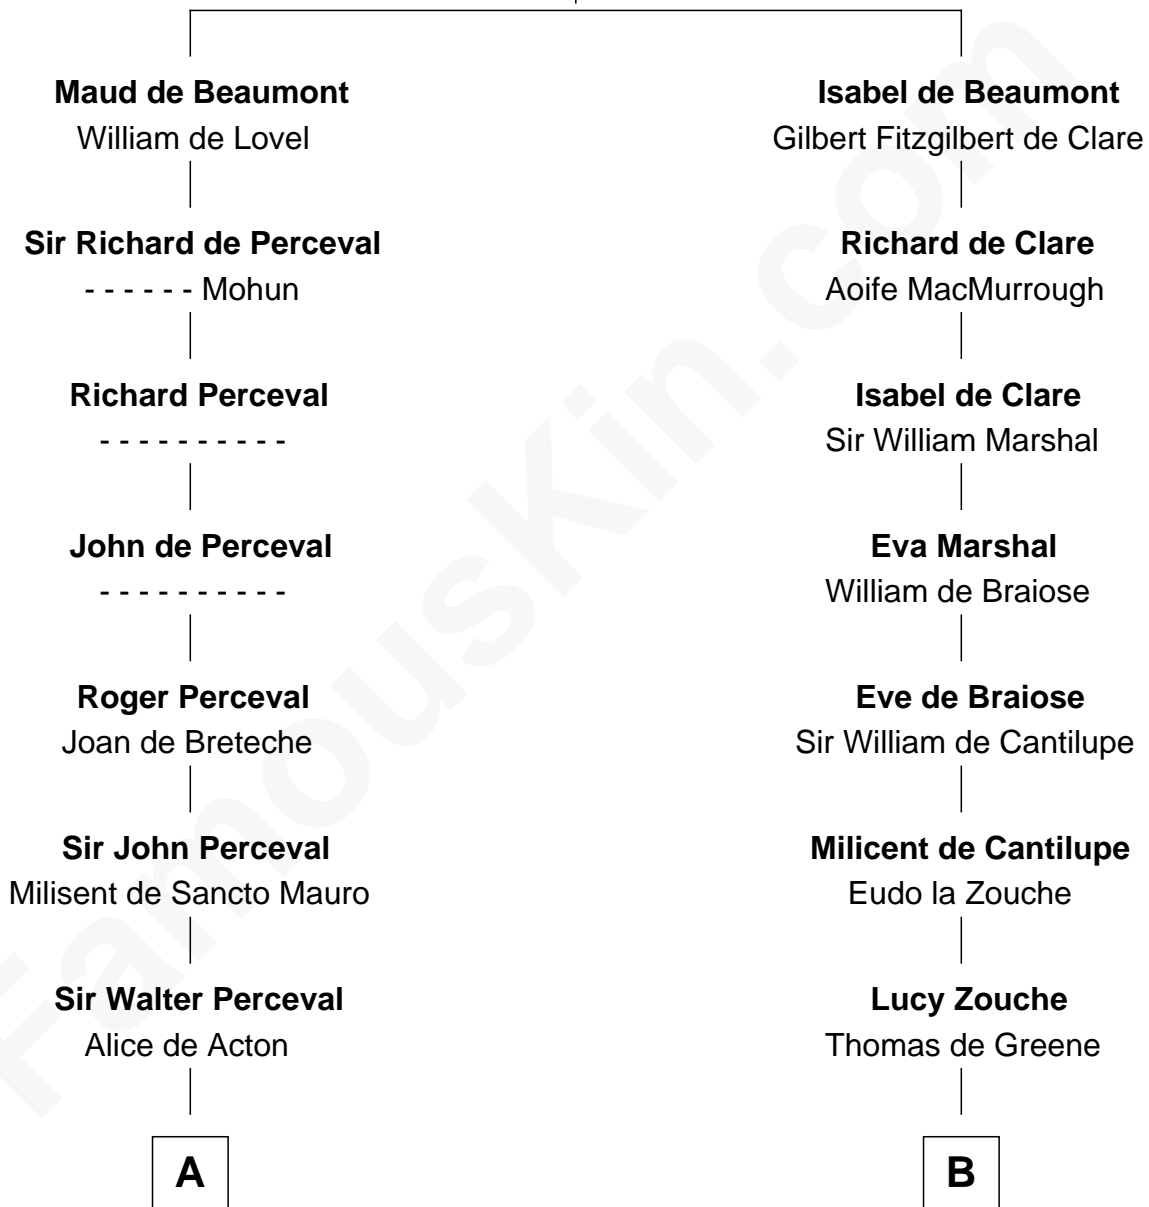 Maud de Beaumont
William de Lovel
Isabel de Beaumont
Gilbert Fitzgilbert de Clare
Sir Richard de Perceval
- - - - - - Mohun
Richard de Clare
Aoife MacMurrough
Richard Perceval
- - - - - - - - - -
Isabel de Clare
Sir William Marshal
John de Perceval
- - - - - - - - - -
Eva Marshal
William de Braiose
Roger Perceval
Joan de Breteche
Eve de Braiose
Sir William de Cantilupe
Sir John Perceval
Milisent de Sancto Mauro
Milicent de Cantilupe
Eudo la Zouche
Sir Walter Perceval
Alice de Acton
Lucy Zouche
Thomas de Greene
A
B
FamousKin.com